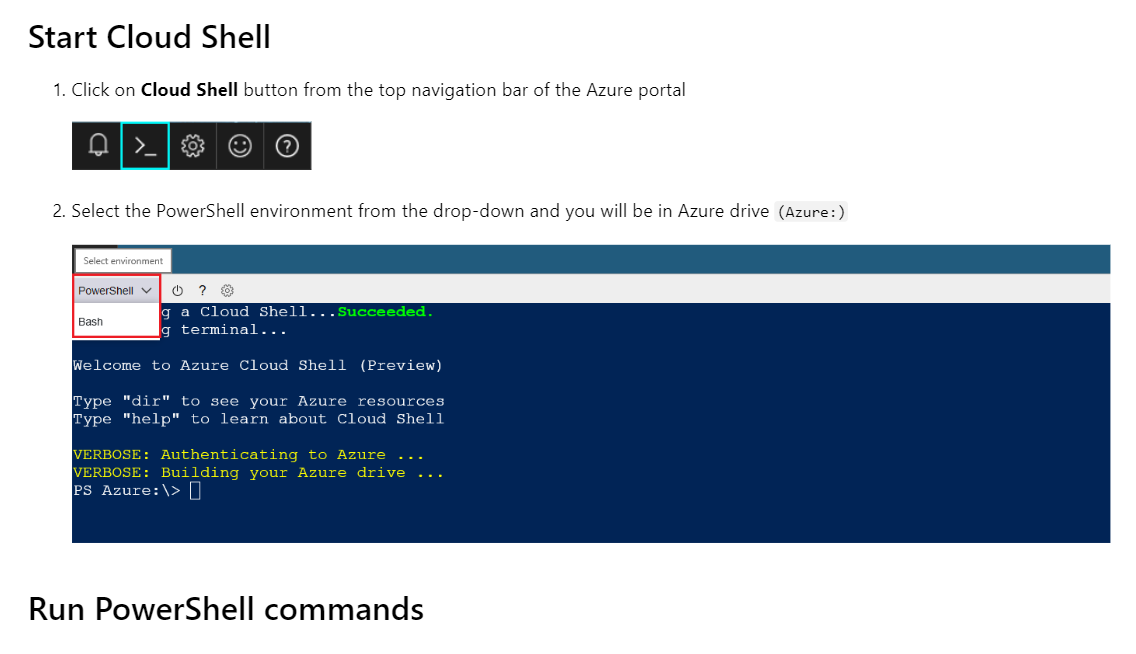 Start Cloud Shell
1. Click on Cloud Shell button from the top navigation bar of the Azure portal
>_ ?
2. Select the PowerShell environment from the drop-down and you will be in Azure drive (Azure:)
Select environment
PowerShell ?
Bash
g a Cloud Shell...Succeeded.
g terminal...
Welcome to Azure Cloud Shell (Preview)
Type "dir" to see your Azure resources
Type "help" to learn about Cloud Shell
VERBOSE: Authenticating to Azure ...
VERBOSE: Building your Azure drive ...
PS Azure:\>
Run PowerShell commands